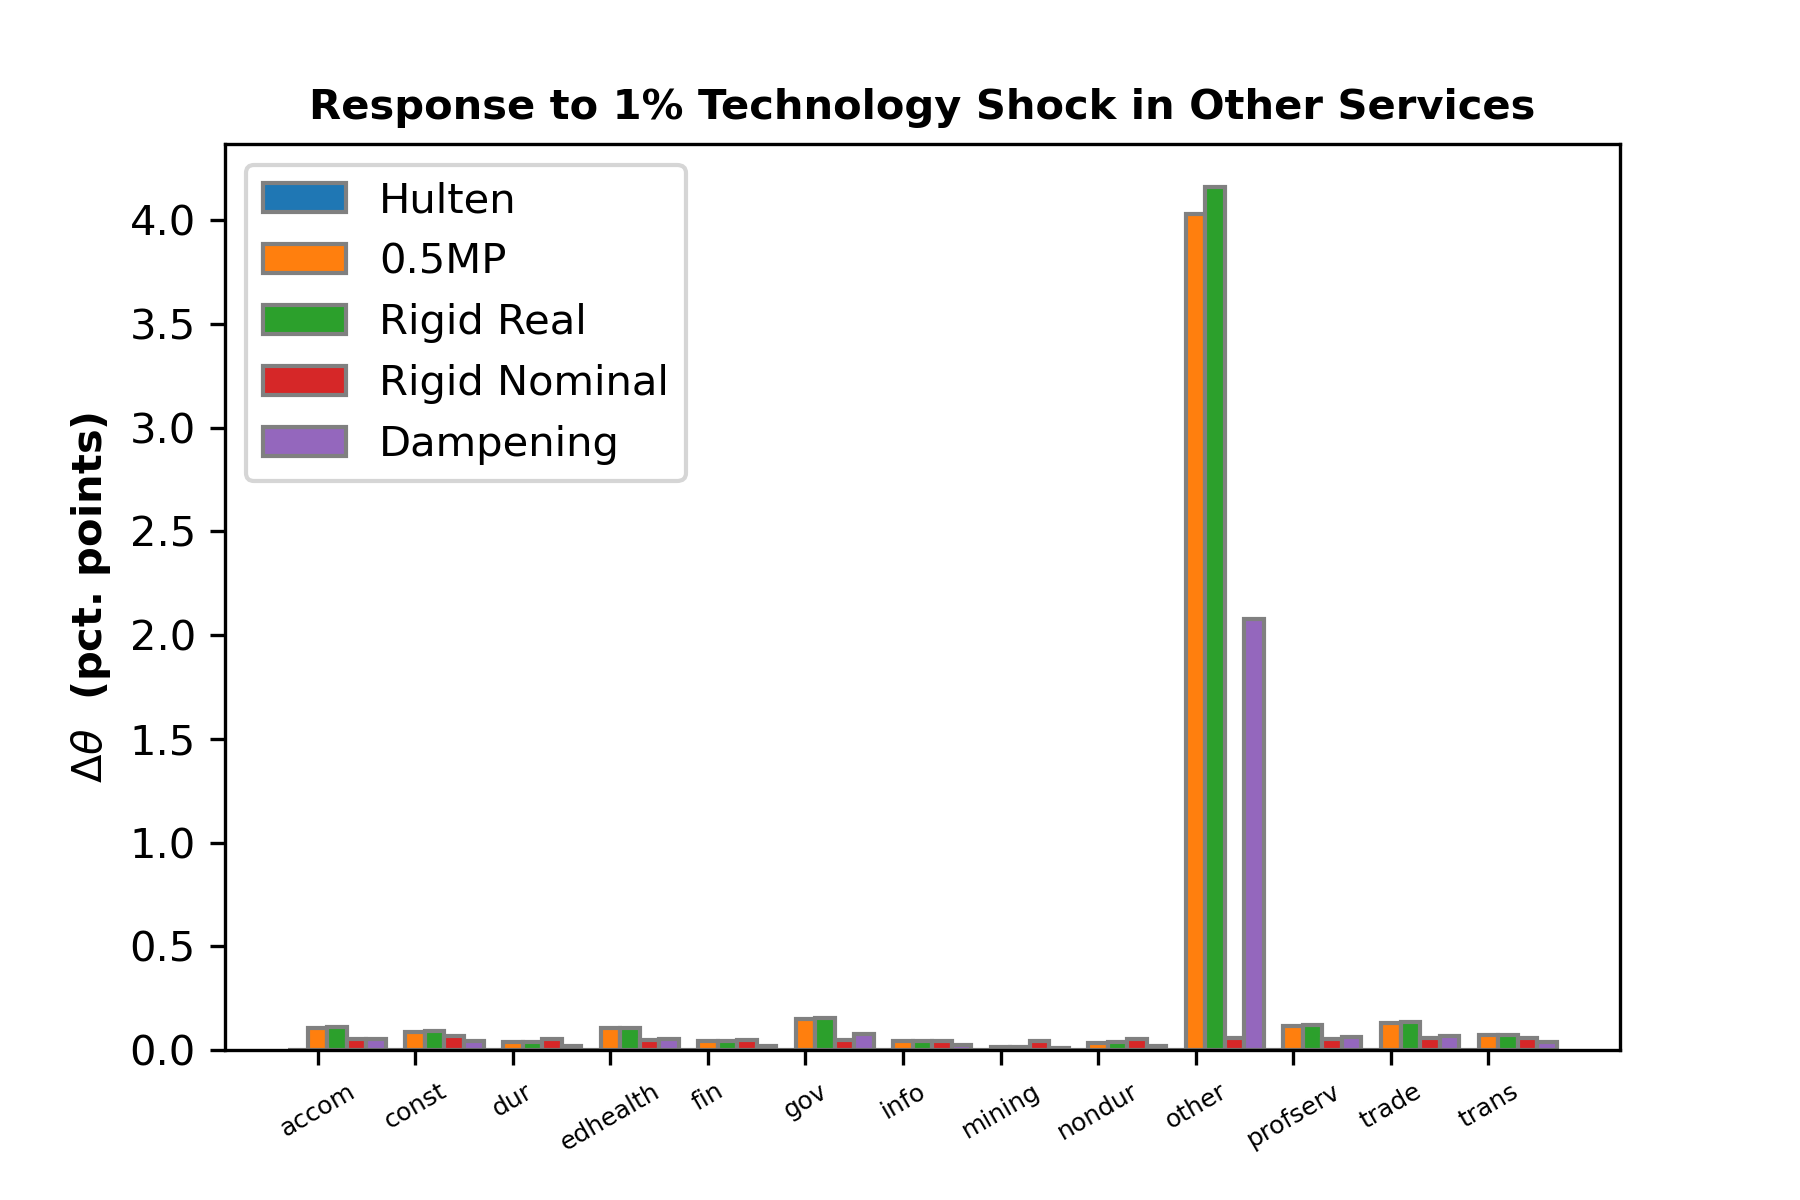 Response to 1% Technology Shock in Other Services
Hulten
0.5MP
Rigid Real
Rigid Nominal
Dampening
Δθ (pct. points)
4.0
3.5
3.0
2.5
2.0
1.5
1.0
0.5
0.0
accom const dur edhealth fin gov info mining nondur other profserv trade trans